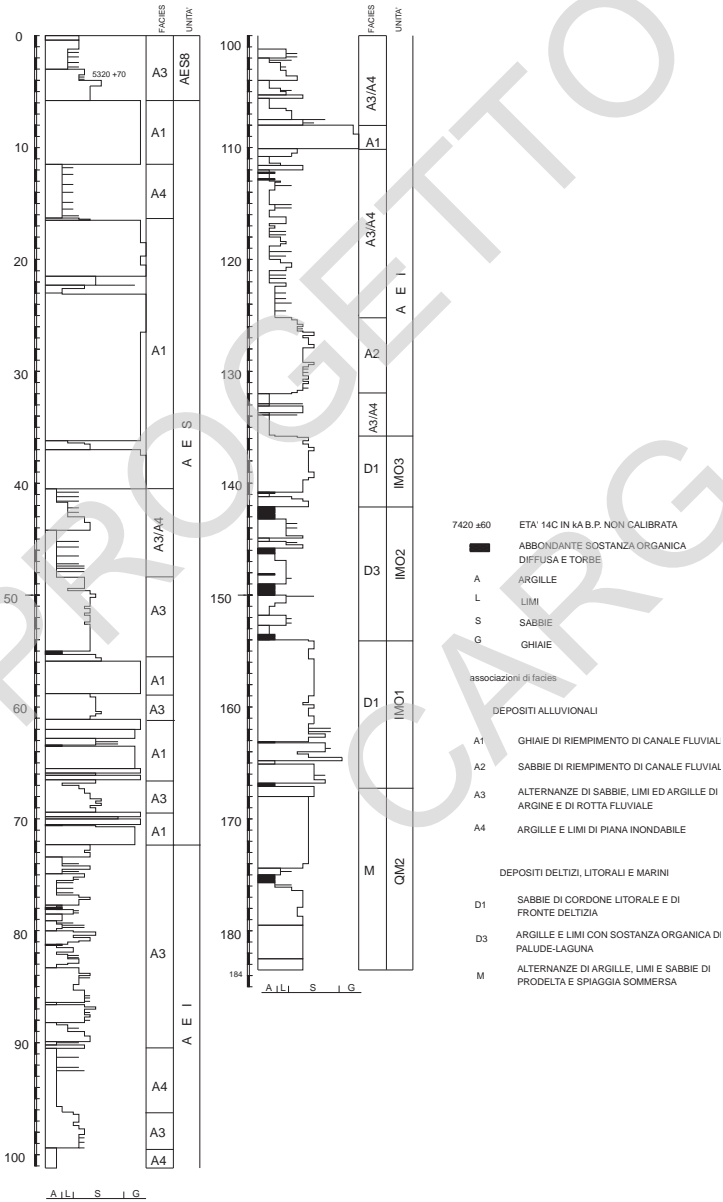 FACIES
UNITA'
0
10
20
30
40
50
60
70
80
90
100
5320 +70
A3
A1
A4
A1
A3/A4
A3
A1
A3
A1
A3
A1
A3
A4
A3
A4
AES8
A E S
A E I
A L S G
FACIES
UNITA'
100
110
120
130
140
150
160
170
180
184
A3/A4
A1
A3/A4
A2
A3/A4
D1
D3
D1
M
A E I
IMO3
IMO2
IMO1
QM2
A L S G
7420 ±60 ETA' 14C IN kA B.P. NON CALIBRATA
ABBONDANTE SOSTANZA ORGANICA
DIFFUSA E TORBE
A ARGILLE
L LIMI
S SABBIE
G GHIAIE
associazioni di facies
DEPOSITI ALLUVIONALI
A1 GHIAIE DI RIEMPIMENTO DI CANALE FLUVIALE
A2 SABBIE DI RIEMPIMENTO DI CANALE FLUVIALE
A3 ALTERNANZE DI SABBIE, LIMI ED ARGILLE DI
ARGINE E DI ROTTA FLUVIALE
A4 ARGILLE E LIMI DI PIANA INONDABILE
DEPOSITI DELTIZI, LITORALI E MARINI
D1 SABBIE DI CORDONE LITORALE E DI
FRONTE DELTIZIA
D3 ARGILLE E LIMI CON SOSTANZA ORGANICA DI
PALUDE-LAGUNA
M ALTERNANZE DI ARGILLE, LIMI E SABBIE DI
PRODELTA E SPIAGGIA SOMMERSA
PROGETTO
CARG